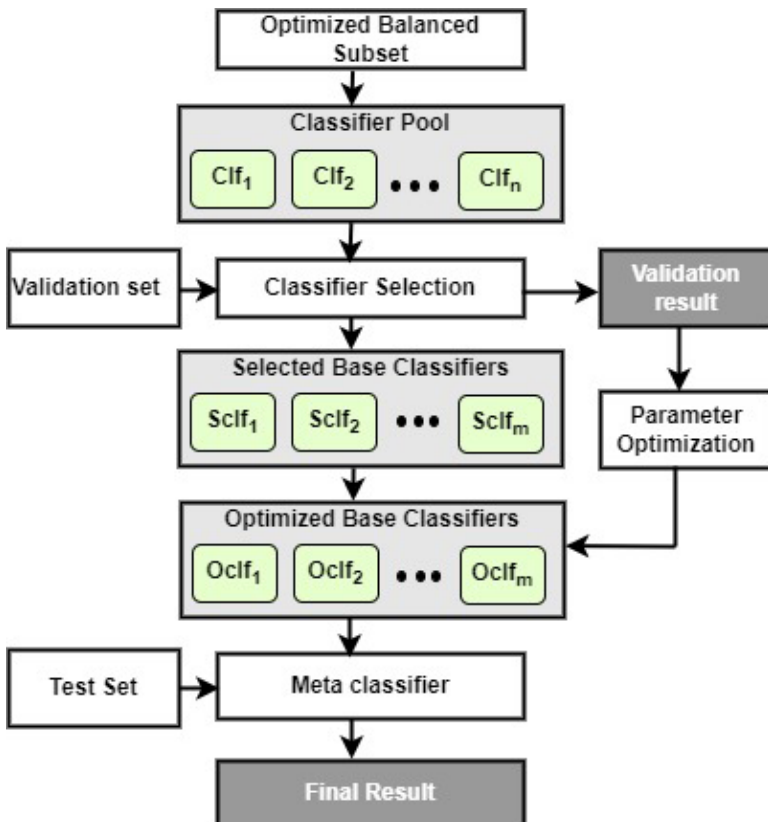 Optimized Balanced
Subset
Classifier Pool
Clf₁ Clf₂ ••• Clfₙ
Validation set
Classifier Selection
Validation
result
Selected Base Classifiers
Sclf₁ Sclf₂ ••• Sclfₘ
Parameter
Optimization
Optimized Base Classifiers
Oclf₁ Oclf₂ ••• Oclfₘ
Test Set
Meta classifier
Final Result